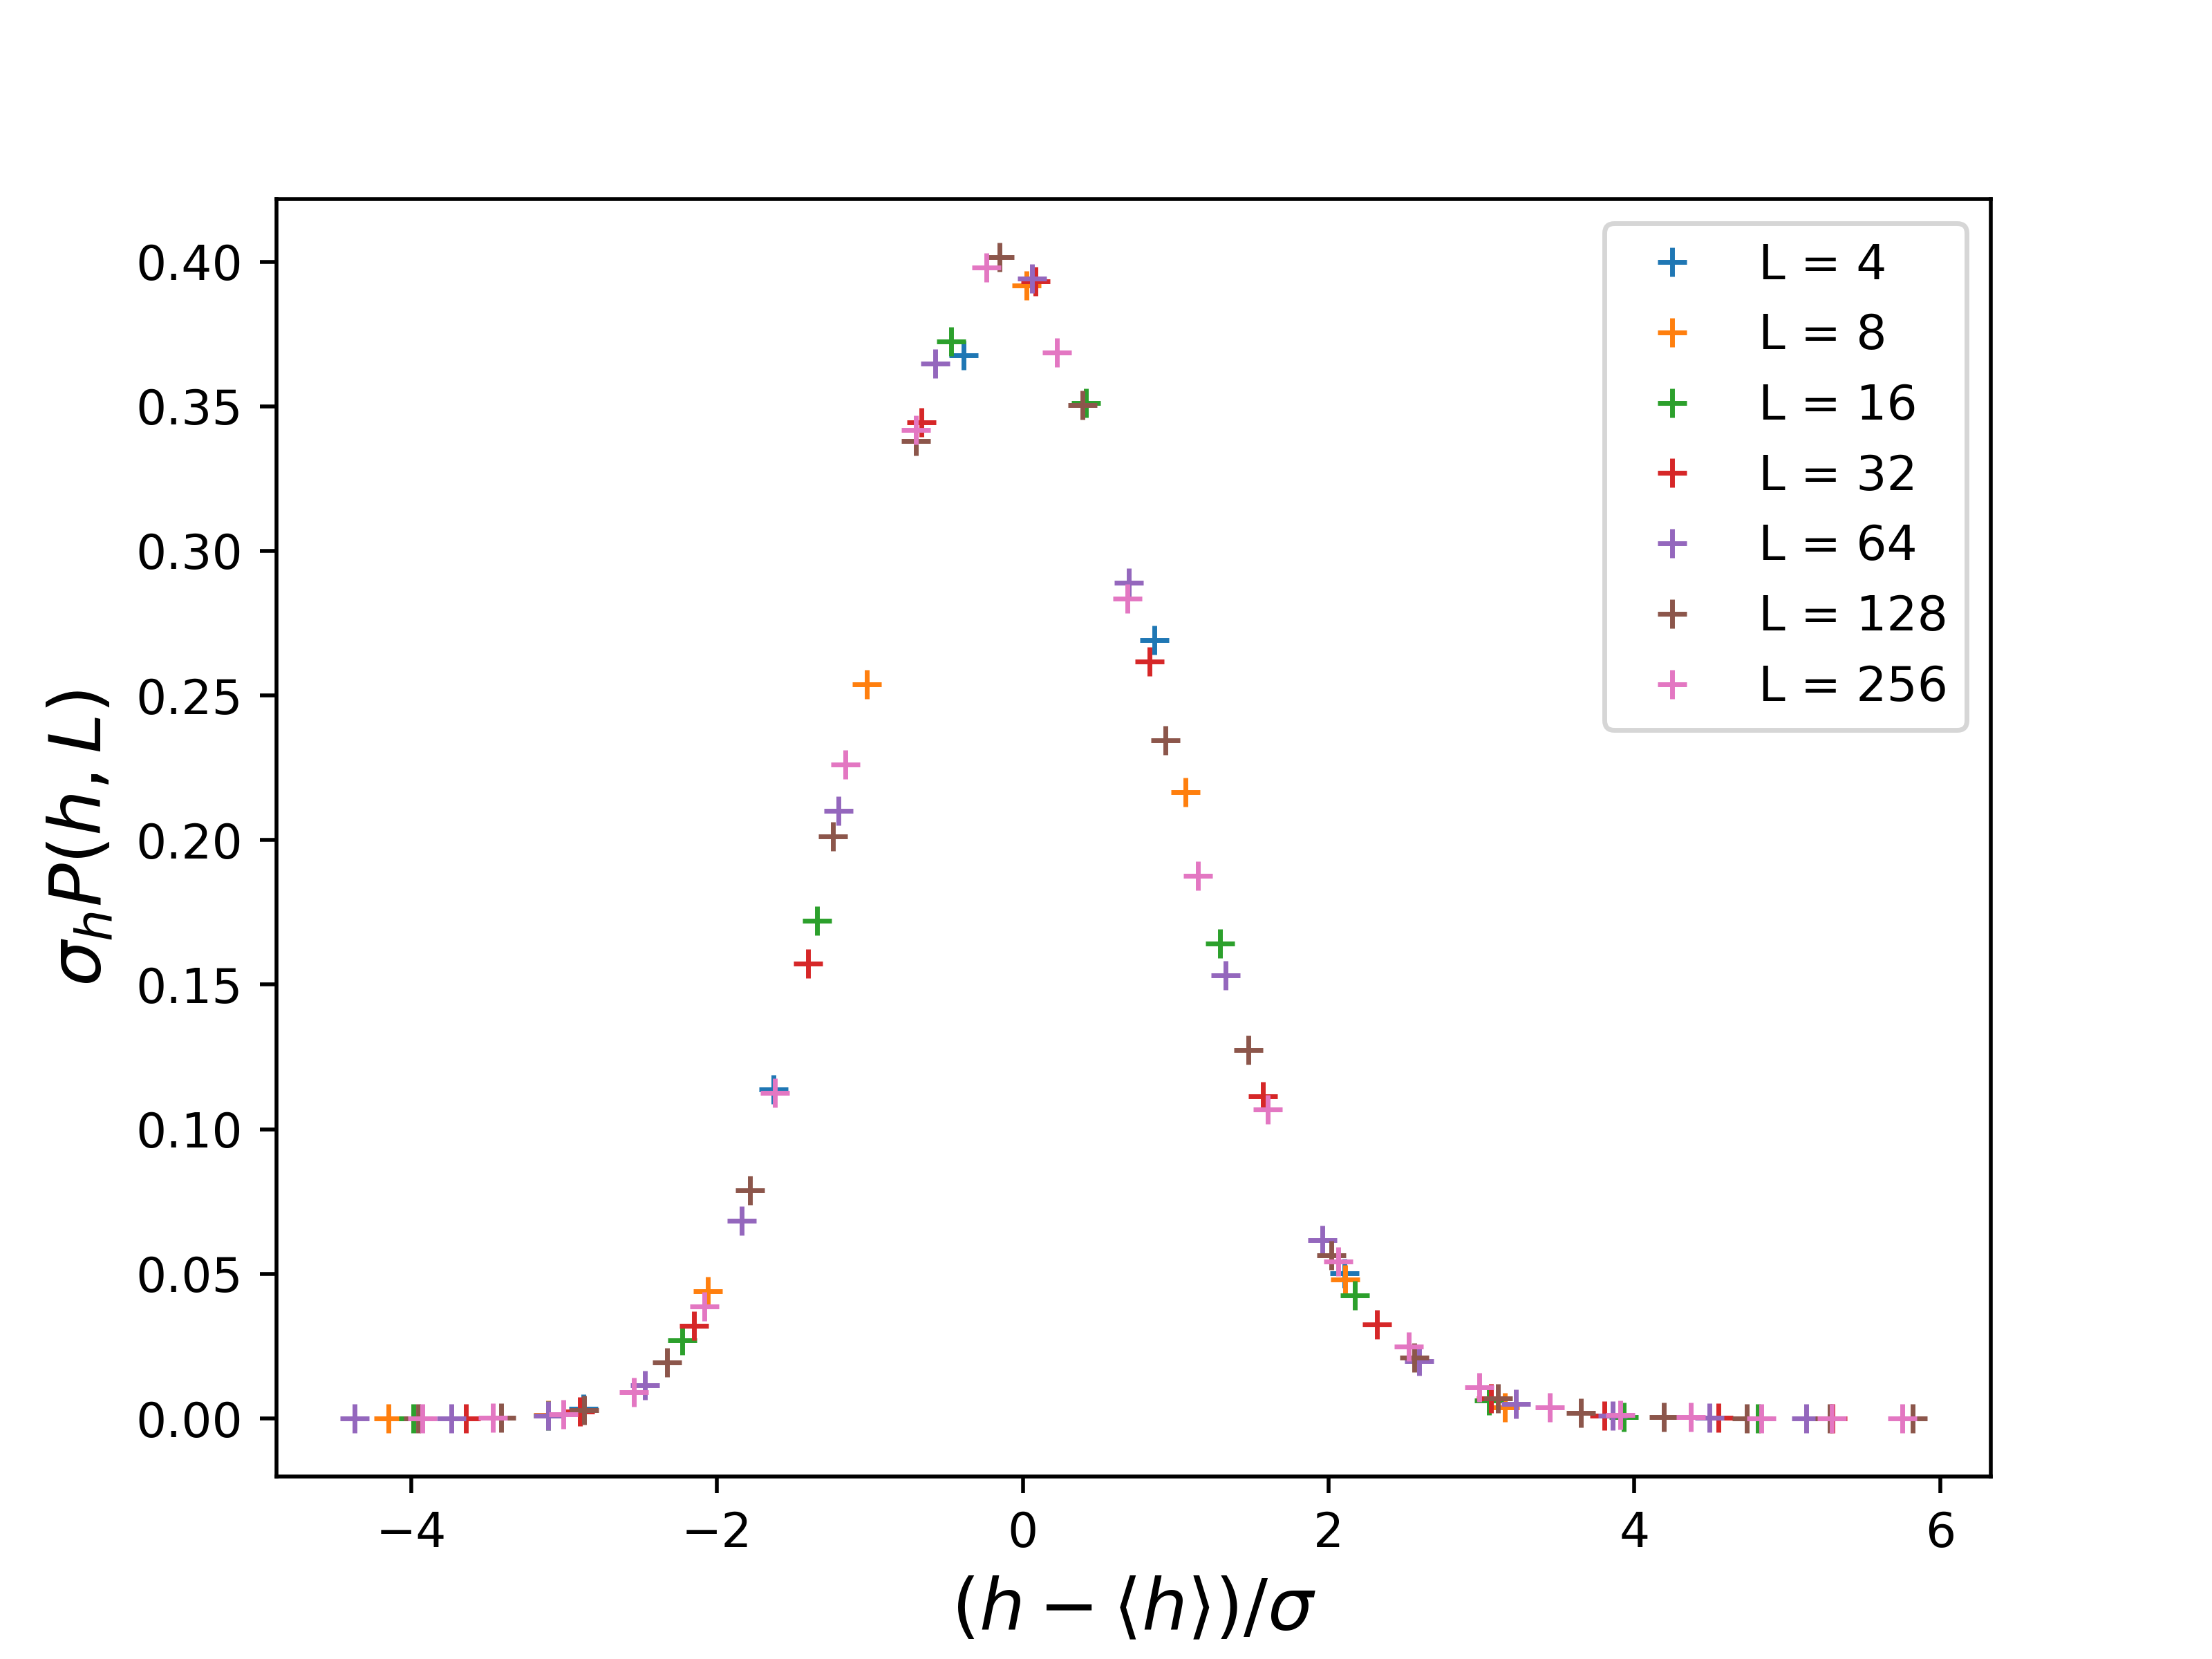 0.40
0.35
0.30
0.25
0.20
0.15
0.10
0.05
0.00
−4 −2 0 2 4 6
(h − ⟨h⟩)/σ
σ_h P(h, L)
L = 4
L = 8
L = 16
L = 32
L = 64
L = 128
L = 256